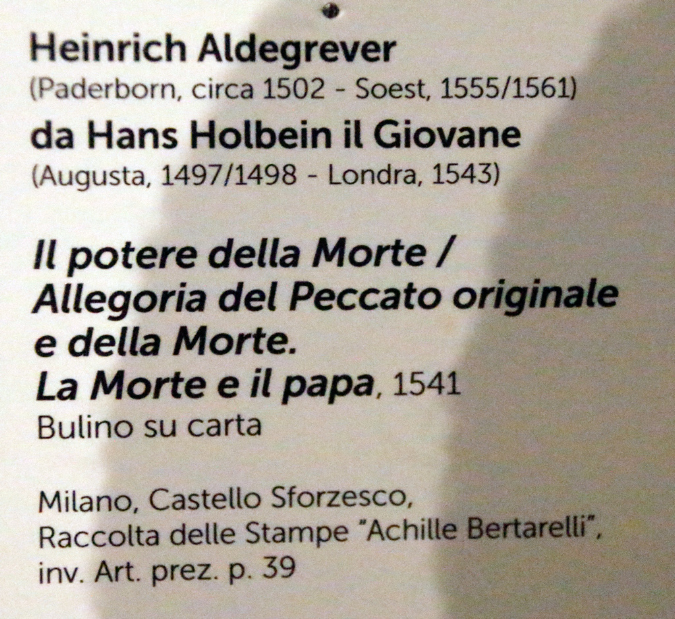 Heinrich Aldegrever
(Paderborn, circa 1502 - Soest, 1555/1561)
da Hans Holbein il Giovane
(Augusta, 1497/1498 - Londra, 1543)
Il potere della Morte /
Allegoria del Peccato originale
e della Morte.
La Morte e il papa, 1541
Bulino su carta
Milano, Castello Sforzesco,
Raccolta delle Stampe "Achille Bertarelli",
inv. Art. prez. p. 39